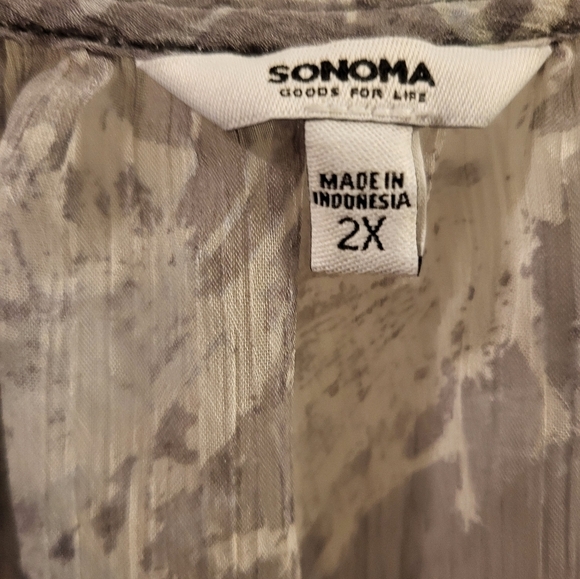 SONOMA
GOODS FOR LIFE
MADE IN
INDONESIA
2X